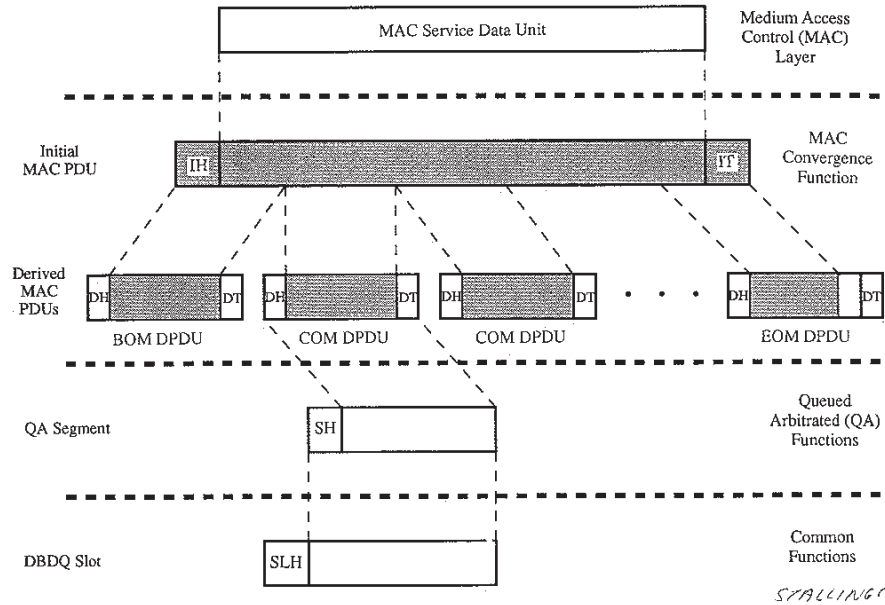 MAC Service Data Unit
Medium Access
Control (MAC)
Layer
Initial
MAC PDU
IH
IT
MAC
Convergence
Function
Derived
MAC
PDUs
DH
DT
DH
DT
DH
DT
DH
DT
BOM DPDU
COM DPDU
COM DPDU
EOM DPDU
QA Segment
SH
Queued
Arbitrated (QA)
Functions
DBDQ Slot
SLH
Common
Functions